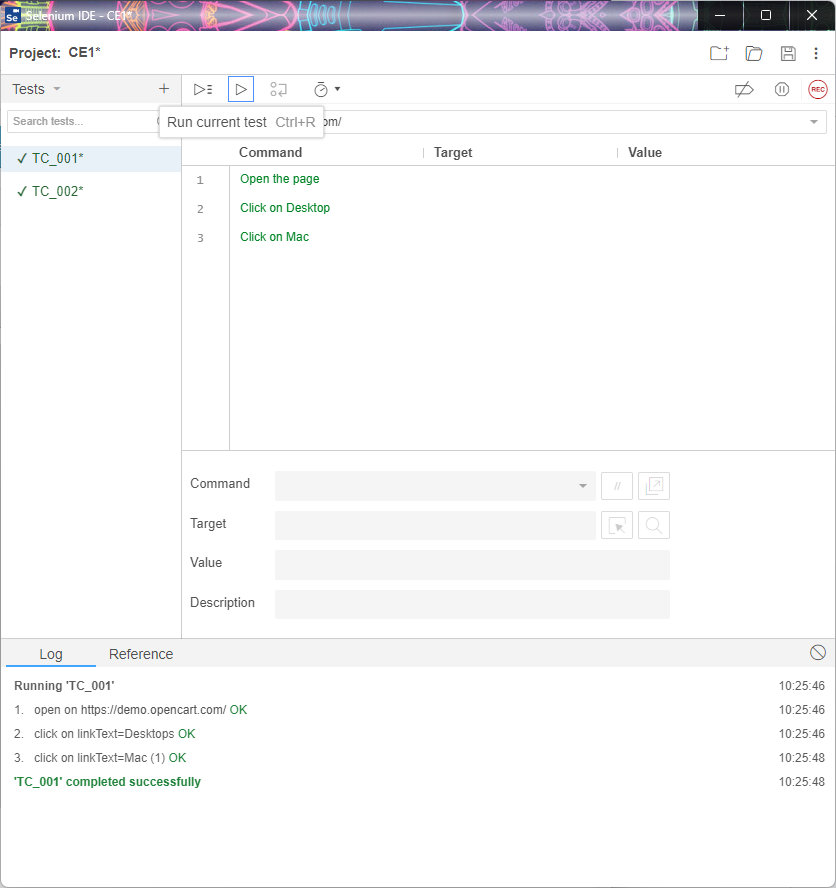 Se Selenium IDE - CE1*
Project: CE1*
Tests +
REC
Search tests...
Run current test Ctrl+R
om/
Command Target Value
✓ TC_001*
✓ TC_002*
1 Open the page
2 Click on Desktop
3 Click on Mac
Command //
Target
Value
Description
Log Reference
Running 'TC_001' 10:25:46
1. open on https://demo.opencart.com/ OK 10:25:46
2. click on linkText=Desktops OK 10:25:46
3. click on linkText=Mac (1) OK 10:25:48
'TC_001' completed successfully 10:25:48